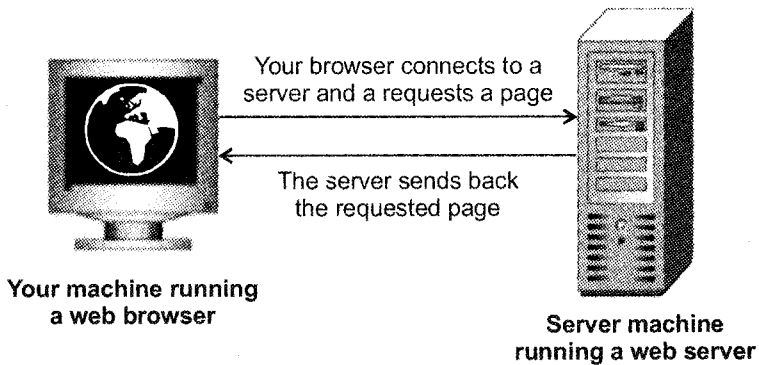 Your browser connects to a
server and a requests a page
The server sends back
the requested page
Your machine running
a web browser
Server machine
running a web server